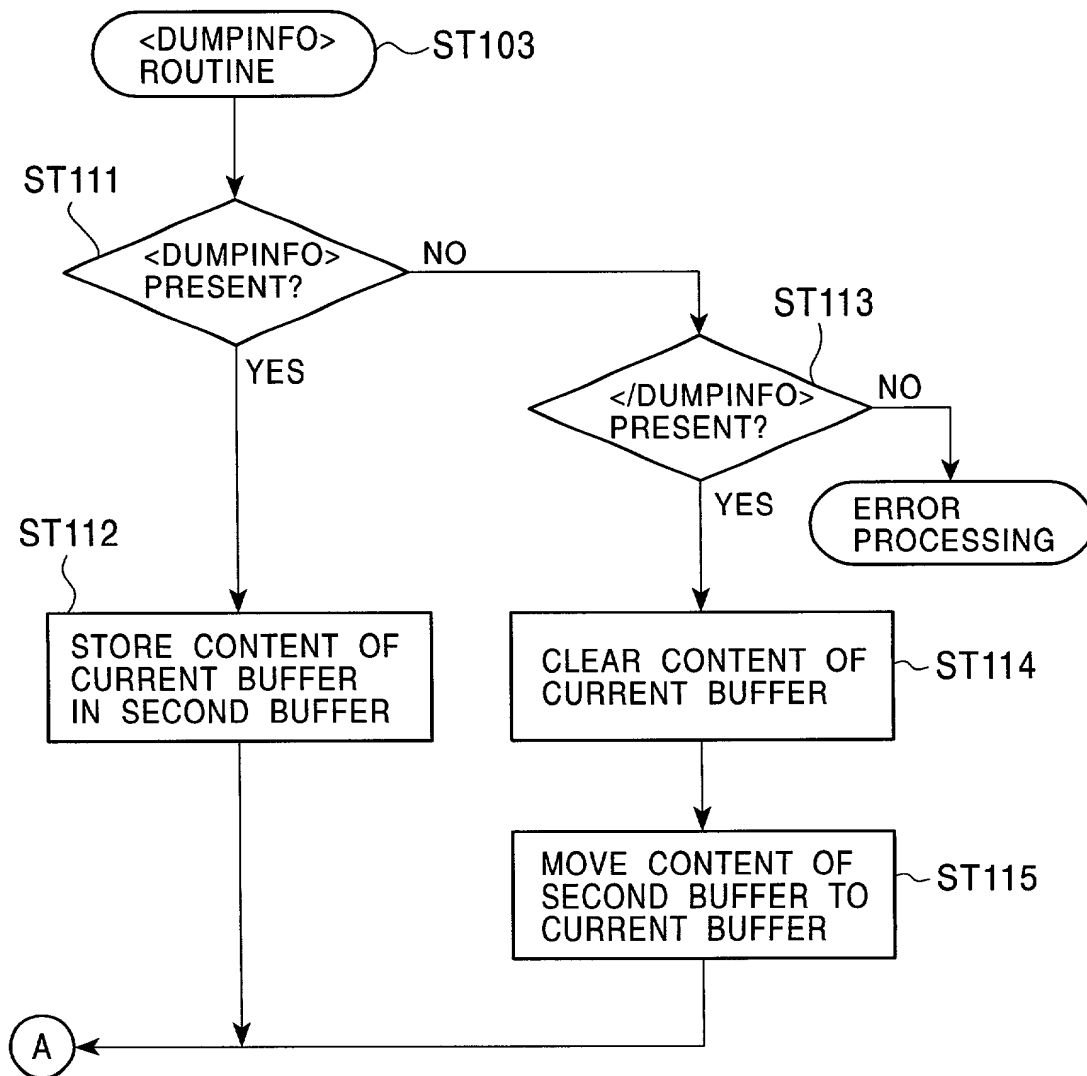 <DUMPINFO>
ROUTINE
ST103
ST111
<DUMPINFO>
PRESENT?
NO
YES
ST113
</DUMPINFO>
PRESENT?
NO
YES
ERROR
PROCESSING
ST112
STORE CONTENT OF
CURRENT BUFFER
IN SECOND BUFFER
CLEAR CONTENT OF
CURRENT BUFFER
ST114
MOVE CONTENT OF
SECOND BUFFER TO
CURRENT BUFFER
ST115
A